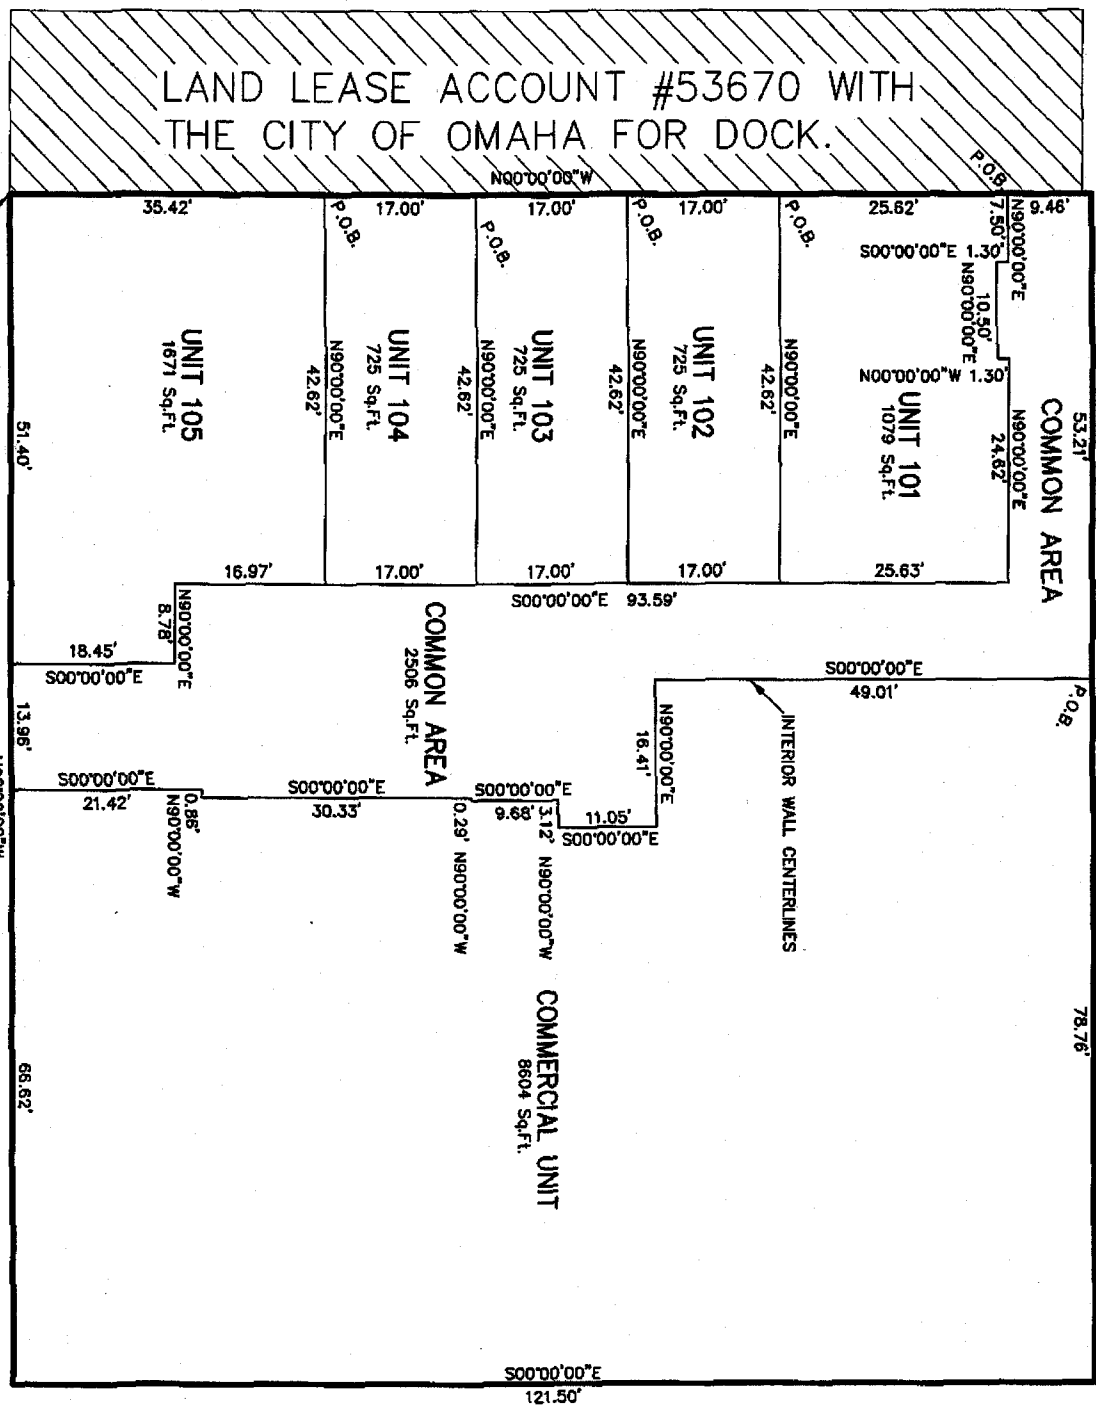 LAND LEASE ACCOUNT #53670 WITH
THE CITY OF OMAHA FOR DOCK.
N00°00'00"W
P.O.B.
35.42'
17.00'
17.00'
17.00'
25.62'
9.46'
P.O.B.
P.O.B.
P.O.B.
P.O.B.
7.50'
N90°00'00"E
S00°00'00"E 1.30'
10.50'
N90°00'00"E
N00°00'00"W 1.30'
N90°00'00"E
24.62'
53.21'
COMMON AREA
UNIT 105
1671 Sq.Ft.
N90°00'00"E
42.62'
UNIT 104
725 Sq.Ft.
N90°00'00"E
42.62'
UNIT 103
725 Sq.Ft.
N90°00'00"E
42.62'
UNIT 102
725 Sq.Ft.
N90°00'00"E
42.62'
UNIT 101
1079 Sq.Ft.
51.40'
16.97'
17.00'
17.00'
17.00'
25.63'
S00°00'00"E 93.59'
N90°00'00"E
8.78'
18.45'
S00°00'00"E
COMMON AREA
2506 Sq.Ft.
S00°00'00"E
49.01'
P.O.B.
N90°00'00"E
16.41'
INTERIOR WALL CENTERLINES
13.96'
S00°00'00"E
21.42'
0.86'
N90°00'00"W
S00°00'00"E
30.33'
0.29' N90°00'00"W
S00°00'00"E
9.68'
3.12' N90°00'00"W
11.05'
S00°00'00"E
COMMERCIAL UNIT
8604 Sq.Ft.
78.76'
66.62'
S00°00'00"E
121.50'